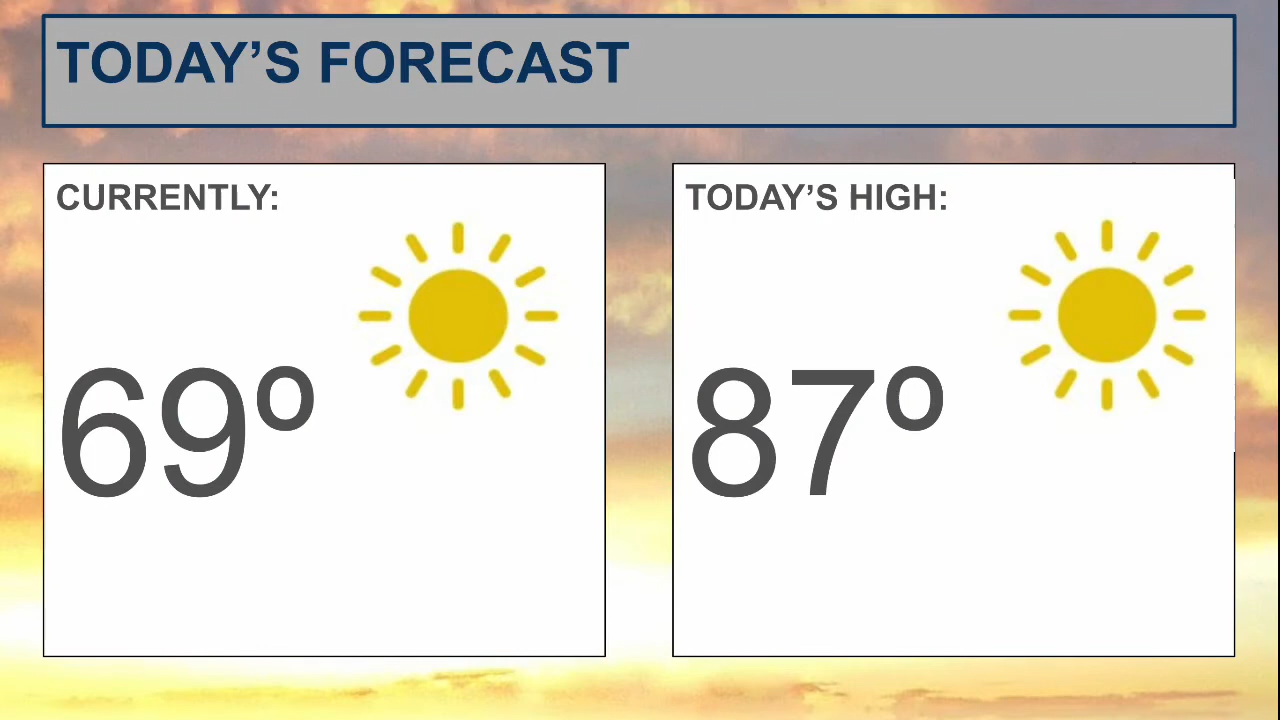 TODAY’S FORECAST
CURRENTLY:
69º
TODAY’S HIGH:
87º